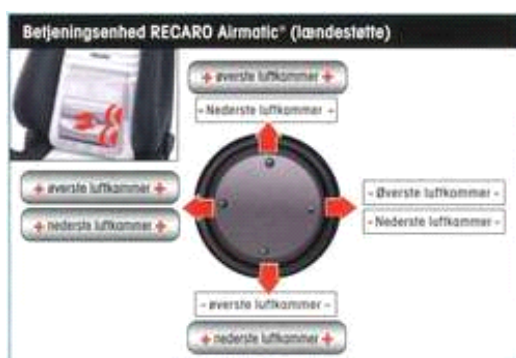 Betjeningsenhed RECARO Airmatic® (lændestøtte)
+ øverste luftkammer +
- Nederste luftkammer -
+ øverste luftkammer +
+ nederste luftkammer +
- Øverste luftkammer -
- Nederste luftkammer -
- øverste luftkammer -
+ nederste luftkammer +